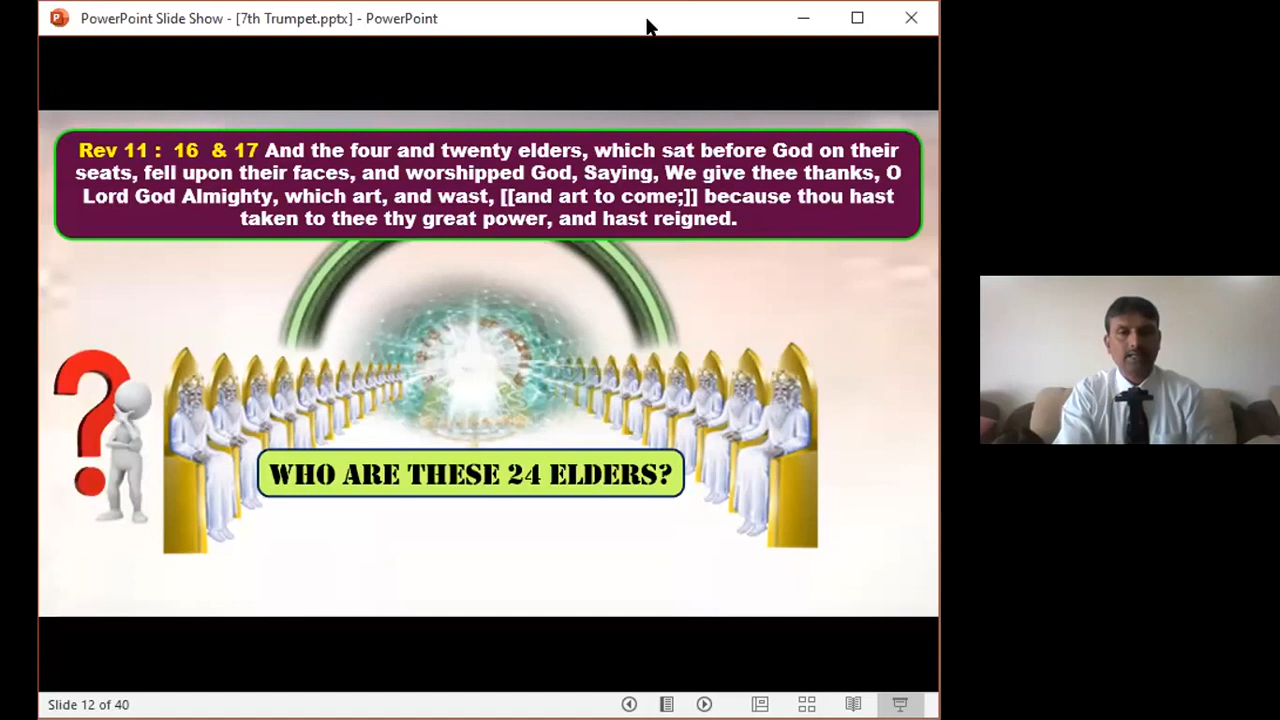 PowerPoint Slide Show - [7th Trumpet.pptx] - PowerPoint
Rev 11 : 16 & 17 And the four and twenty elders, which sat before God on their
seats, fell upon their faces, and worshipped God, Saying, We give thee thanks, O
Lord God Almighty, which art, and wast, [[and art to come;]] because thou hast
taken to thee thy great power, and hast reigned.
?
WHO ARE THESE 24 ELDERS?
Slide 12 of 40